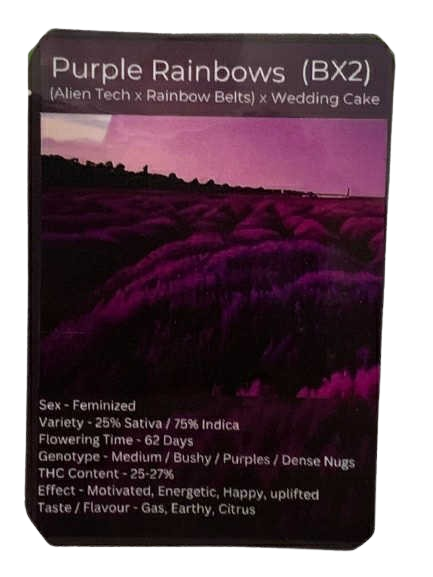 Purple Rainbows (BX2)
(Alien Tech x Rainbow Belts) x Wedding Cake
Sex - Feminized
Variety - 25% Sativa / 75% Indica
Flowering Time - 62 Days
Genotype - Medium / Bushy / Purples / Dense Nugs
THC Content - 25-27%
Effect - Motivated, Energetic, Happy, uplifted
Taste / Flavour - Gas, Earthy, Citrus